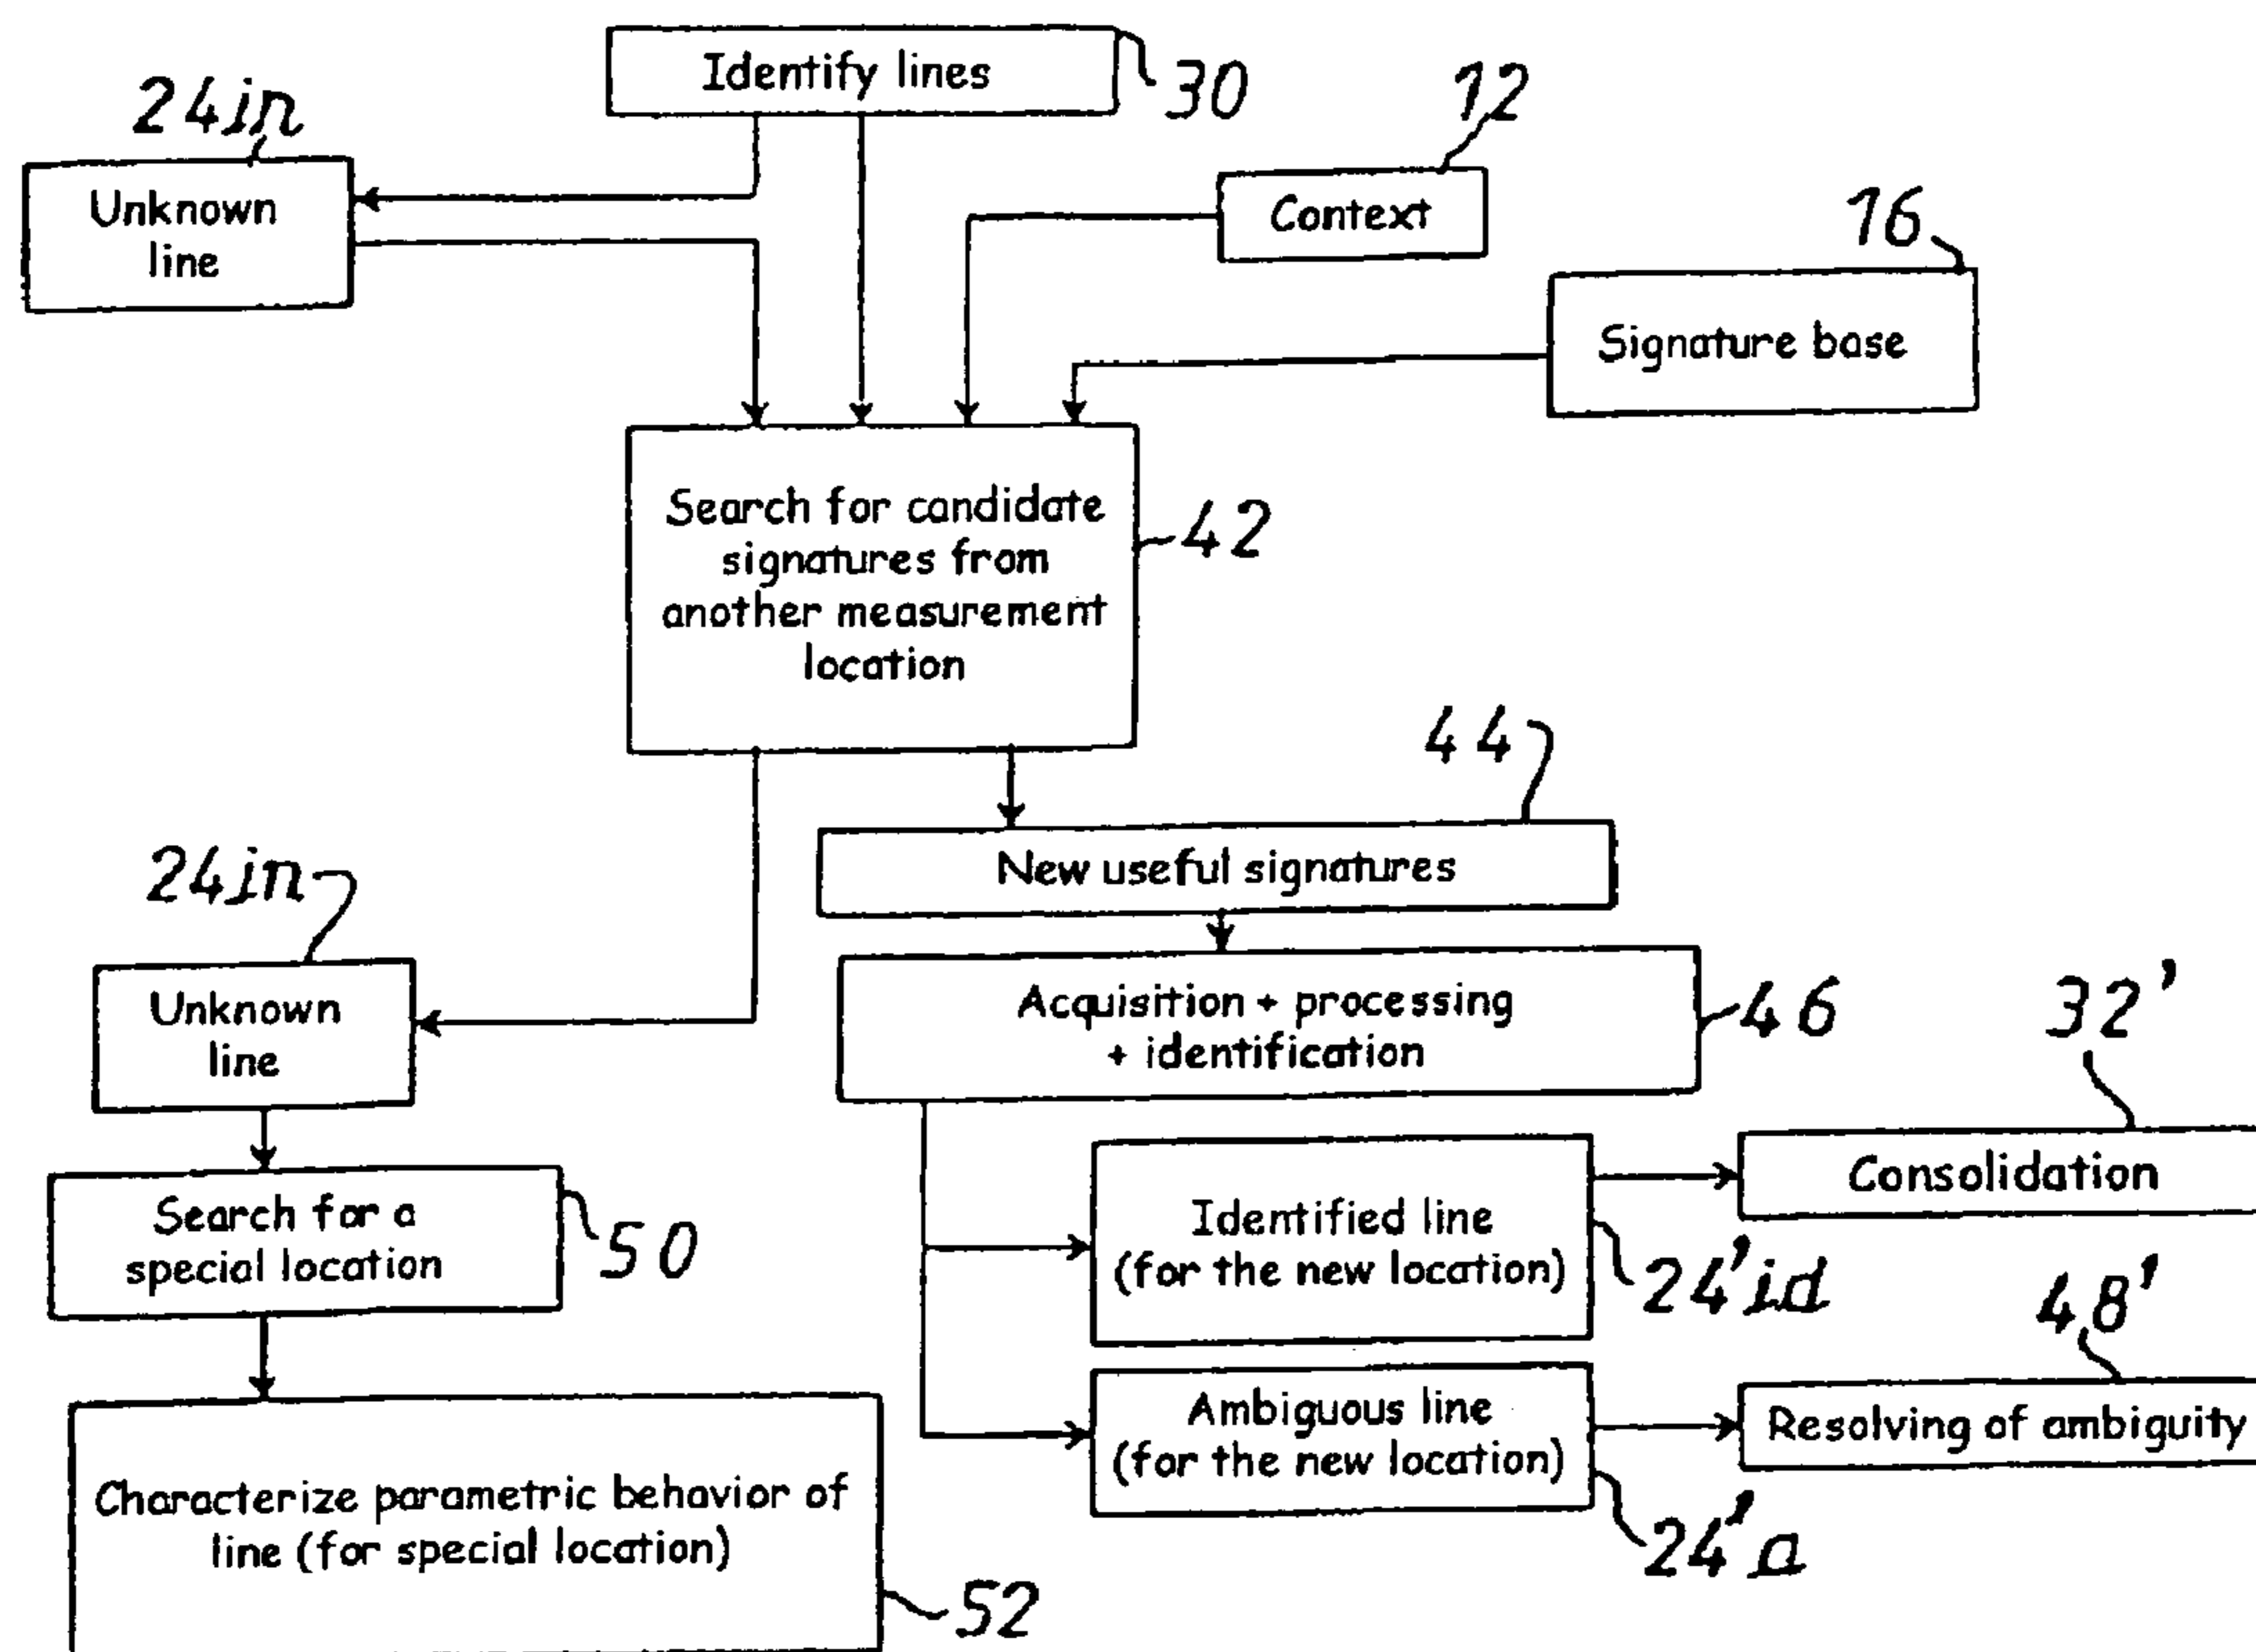 Identify lines
30
24in
12
Unknown
line
Context
16
Signature base
Search for candidate
signatures from
another measurement
location
42
44
New useful signatures
24in
Unknown
line
Acquisition + processing
+ identification
46
32'
Consolidation
Search for a
special location
50
Identified line
(for the new location)
24'id
48'
Ambiguous line
(for the new location)
24'a
Resolving of ambiguity
Characterize parametric behavior of
line (for special location)
52